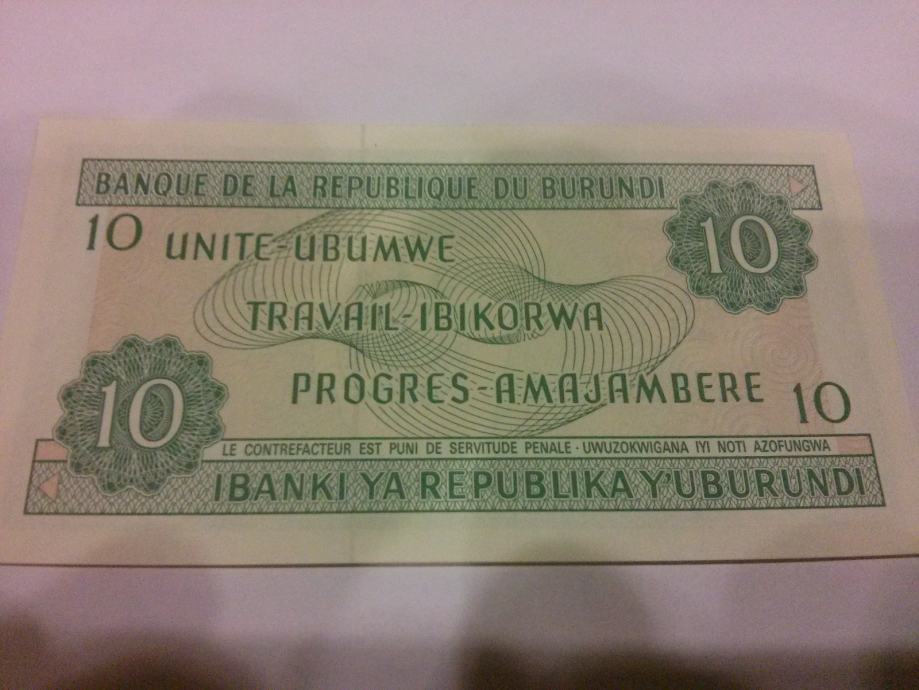 BANQUE DE LA REPUBLIQUE DU BURUNDI
10
10 UNITE-UBUMWE
TRAVAIL-IBIKORWA
PROGRES-AMAJAMBERE 10
10
LE CONTREFACTEUR EST PUNI DE SERVITUDE PENALE · UWUZOKWIGANA IYI NOTI AZOFUNGWA
IBANKI YA REPUBLIKA Y'UBURUNDI